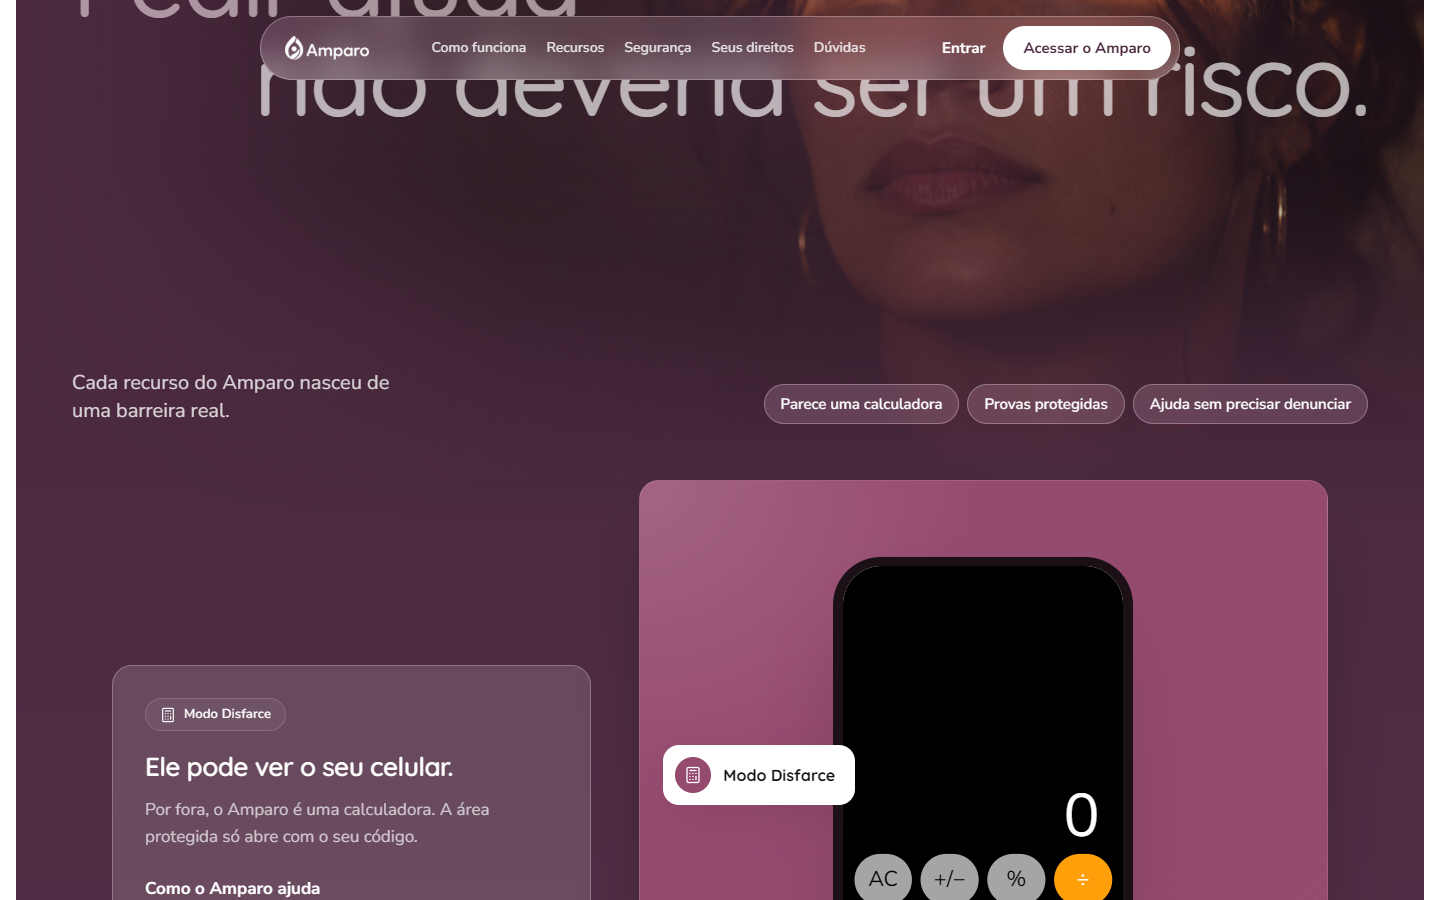 Pedir ajuda
Amparo
Como funciona
Recursos
Segurança
Seus direitos
Dúvidas
Entrar
Acessar o Amparo
não deveria ser um risco.
Cada recurso do Amparo nasceu de
uma barreira real.
Parece uma calculadora
Provas protegidas
Ajuda sem precisar denunciar
Modo Disfarce
Ele pode ver o seu celular.
Por fora, o Amparo é uma calculadora. A área
protegida só abre com o seu código.
Como o Amparo ajuda
Modo Disfarce
0
AC
+/−
%
÷